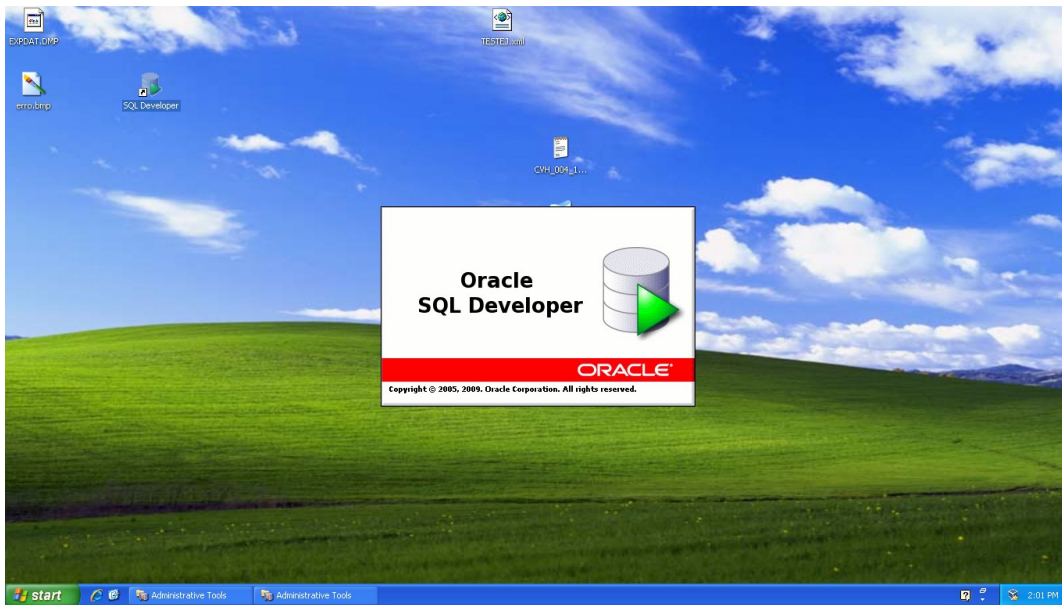 EXPDAT.DMP
TESTEJ.xml
erro.bmp
SQL Developer
CVH_004_1...
Oracle
SQL Developer
ORACLE
Copyright © 2005, 2009. Oracle Corporation. All rights reserved.
start
Administrative Tools
Administrative Tools
2:01 PM